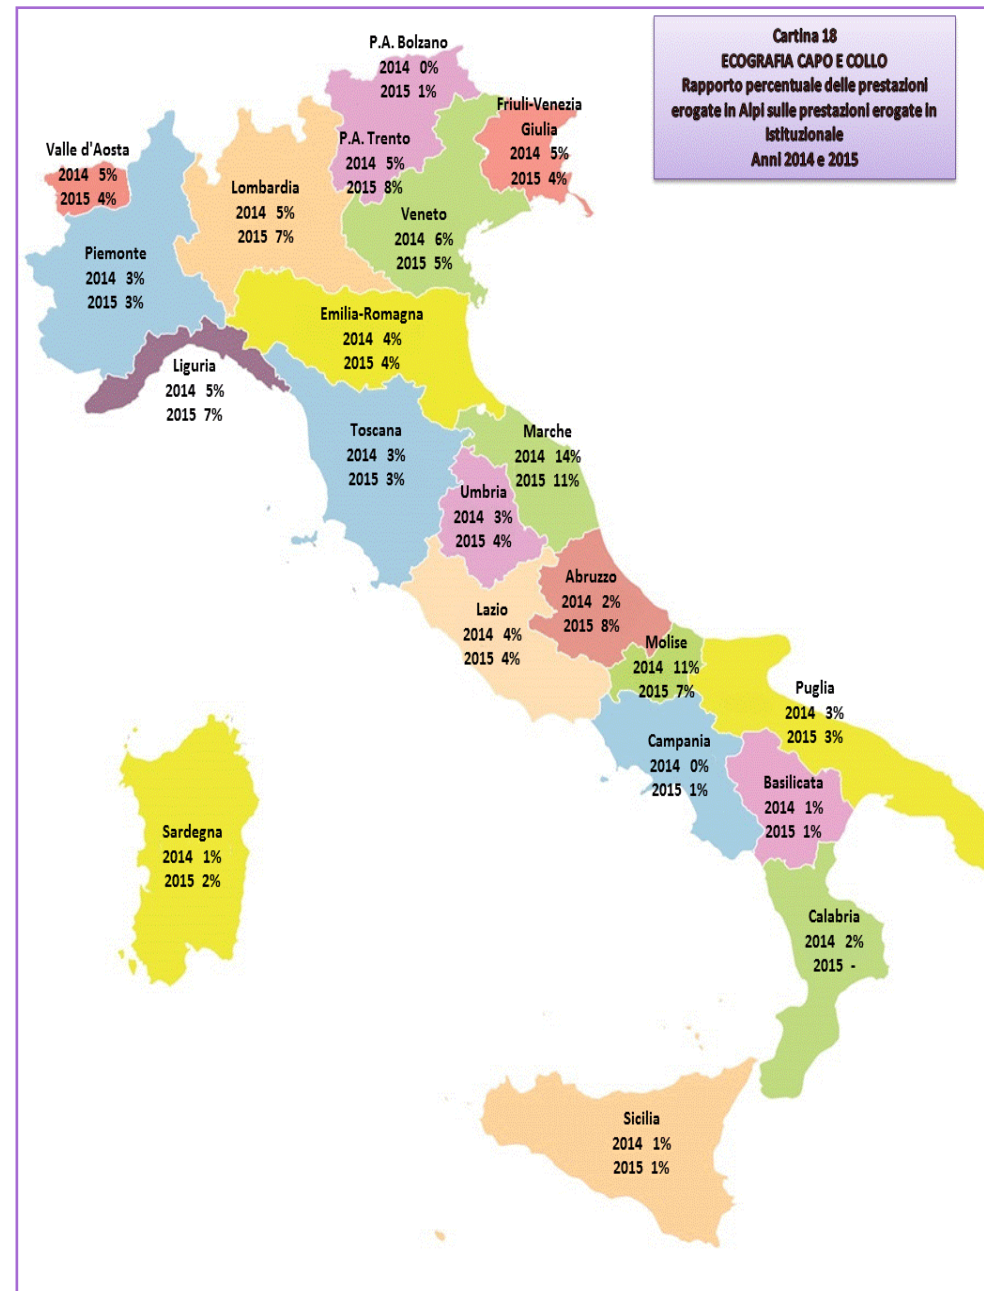 Cartina 18
ECOGRAFIA CAPO E COLLO
Rapporto percentuale delle prestazioni
erogate in Alpi sulle prestazioni erogate in
Istituzionale
Anni 2014 e 2015
P.A. Bolzano
2014 0%
2015 1%
Friuli-Venezia
Giulia
2014 5%
2015 4%
P.A. Trento
2014 5%
2015 8%
Valle d'Aosta
2014 5%
2015 4%
Lombardia
2014 5%
2015 7%
Veneto
2014 6%
2015 5%
Piemonte
2014 3%
2015 3%
Emilia-Romagna
2014 4%
2015 4%
Liguria
2014 5%
2015 7%
Toscana
2014 3%
2015 3%
Marche
2014 14%
2015 11%
Umbria
2014 3%
2015 4%
Abruzzo
2014 2%
2015 8%
Lazio
2014 4%
2015 4%
Molise
2014 11%
2015 7%
Puglia
2014 3%
2015 3%
Campania
2014 0%
2015 1%
Basilicata
2014 1%
2015 1%
Sardegna
2014 1%
2015 2%
Calabria
2014 2%
2015 -
Sicilia
2014 1%
2015 1%